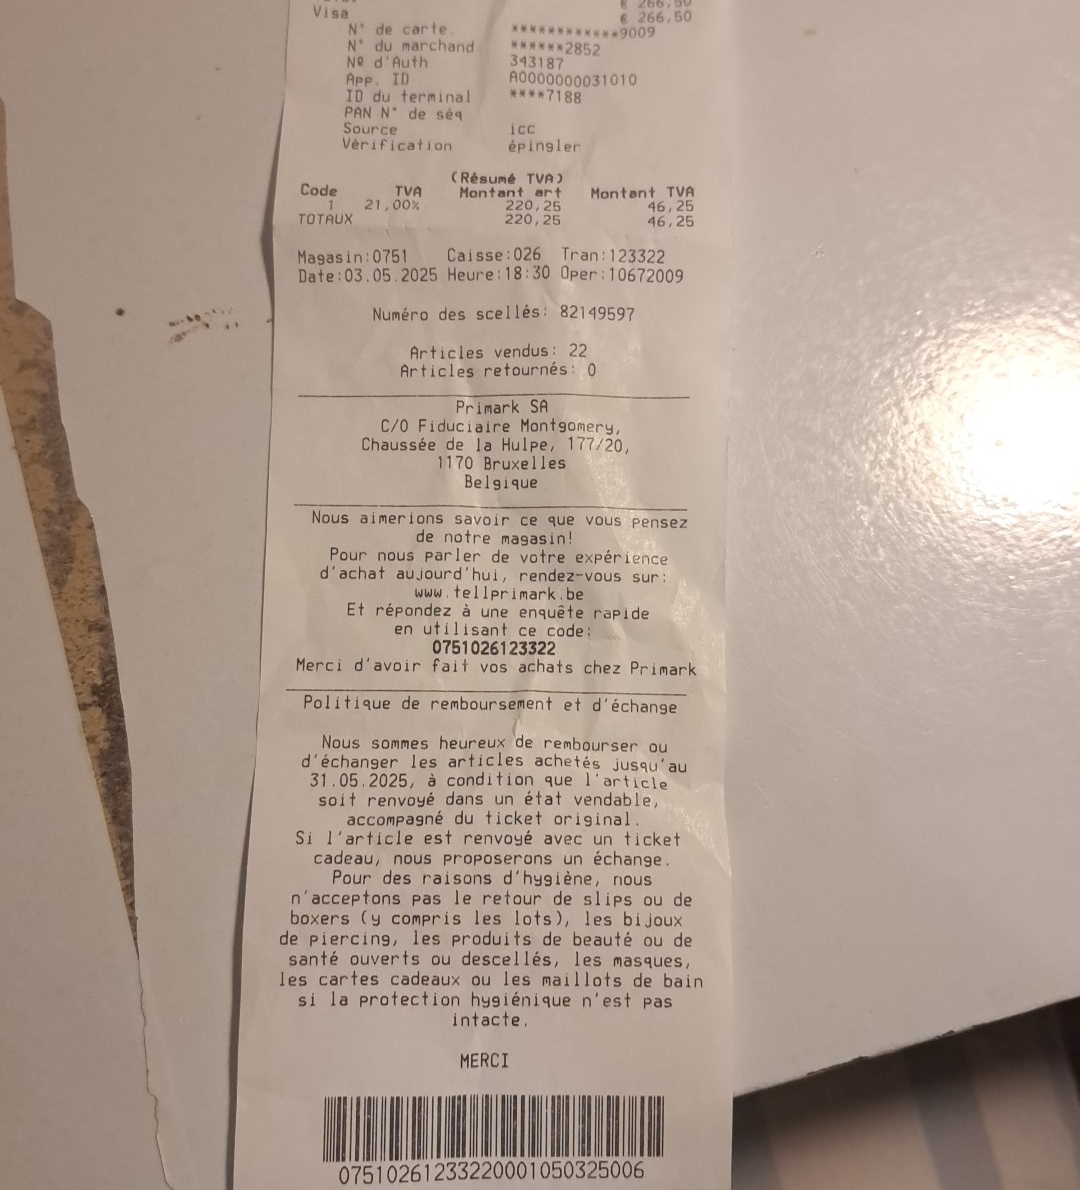 € 266,50
Visa € 266,50
N° de carte. ************9009
N° du marchand ******2852
Nº d'Auth 343187
App. ID A0000000031010
ID du terminal ****7188
PAN N° de séq
Source icc
Vèrification épingler
(Résumé TVA)
Code TVA Montant art Montant TVA
1 21,00% 220,25 46,25
TOTAUX 220,25 46,25
Magasin:0751 Caisse:026 Tran:123322
Date:03.05.2025 Heure:18:30 Oper:10672009
Numéro des scellés: 82149597
Articles vendus: 22
Articles retournés: 0
Primark SA
C/O Fiduciaire Montgomery,
Chaussée de la Hulpe, 177/20,
1170 Bruxelles
Belgique
Nous aimerions savoir ce que vous pensez
de notre magasin!
Pour nous parler de votre expérience
d'achat aujourd'hui, rendez-vous sur:
www.tellprimark.be
Et répondez à une enquête rapide
en utilisant ce code:
0751026123322
Merci d'avoir fait vos achats chez Primark
Politique de remboursement et d'échange
Nous sommes heureux de rembourser ou
d'échanger les articles achetés jusqu'au
31.05.2025, à condition que l'article
soit renvoyé dans un état vendable,
accompagné du ticket original.
Si l'article est renvoyé avec un ticket
cadeau, nous proposerons un échange.
Pour des raisons d'hygiène, nous
n'acceptons pas le retour de slips ou de
boxers (y compris les lots), les bijoux
de piercing, les produits de beauté ou de
santé ouverts ou descellés, les masques,
les cartes cadeaux ou les maillots de bain
si la protection hygiénique n'est pas
intacte.
MERCI
07510261233220001050325006